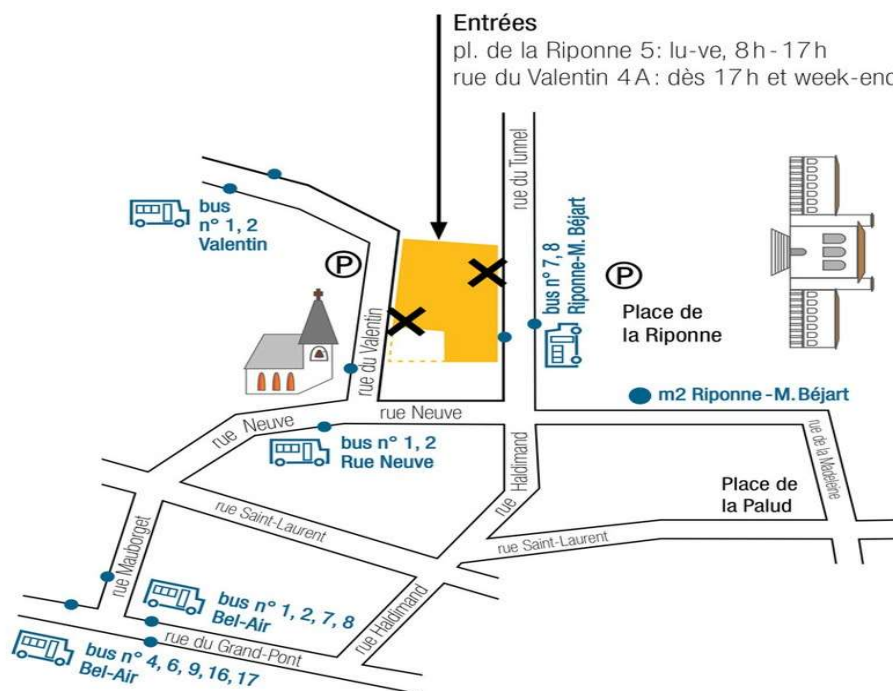 Entrées
pl. de la Riponne 5: lu-ve, 8h-17h
rue du Valentin 4A: dès 17h et week-end
rue du Tunnel
bus
n° 1, 2
Valentin
P
bus n° 7, 8
Riponne-M. Béjart
P
Place de
la Riponne
rue du Valentin
m2 Riponne-M. Béjart
rue Neuve
rue Neuve
bus n° 1, 2
Rue Neuve
rue Haldimand
rue de la Madeleine
Place de
la Palud
rue Saint-Laurent
rue Saint-Laurent
rue Mauborget
bus n° 1, 2, 7, 8
Bel-Air
rue Haldimand
rue du Grand-Pont
bus n° 4, 6, 9, 16, 17
Bel-Air